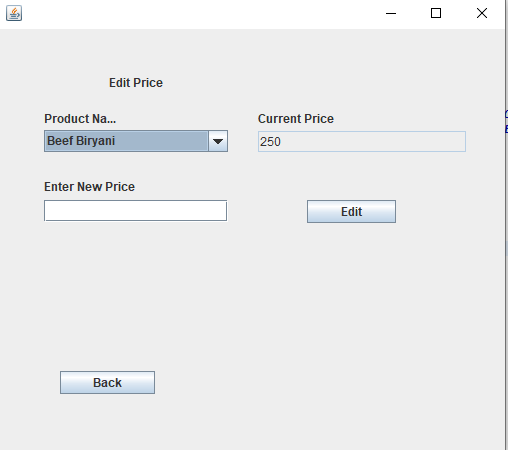 Edit Price
Product Na... Current Price
Beef Biryani 250
Enter New Price
Edit
Back